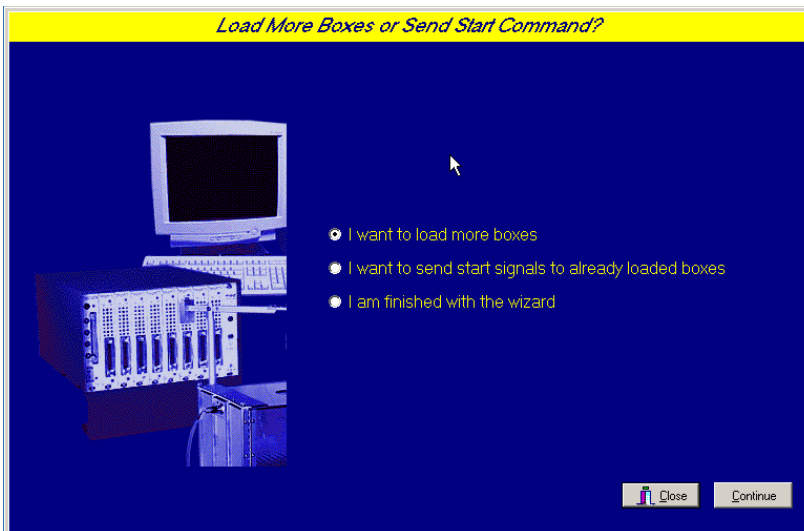 Load More Boxes or Send Start Command?
I want to load more boxes
I want to send start signals to already loaded boxes
I am finished with the wizard
Close
Continue